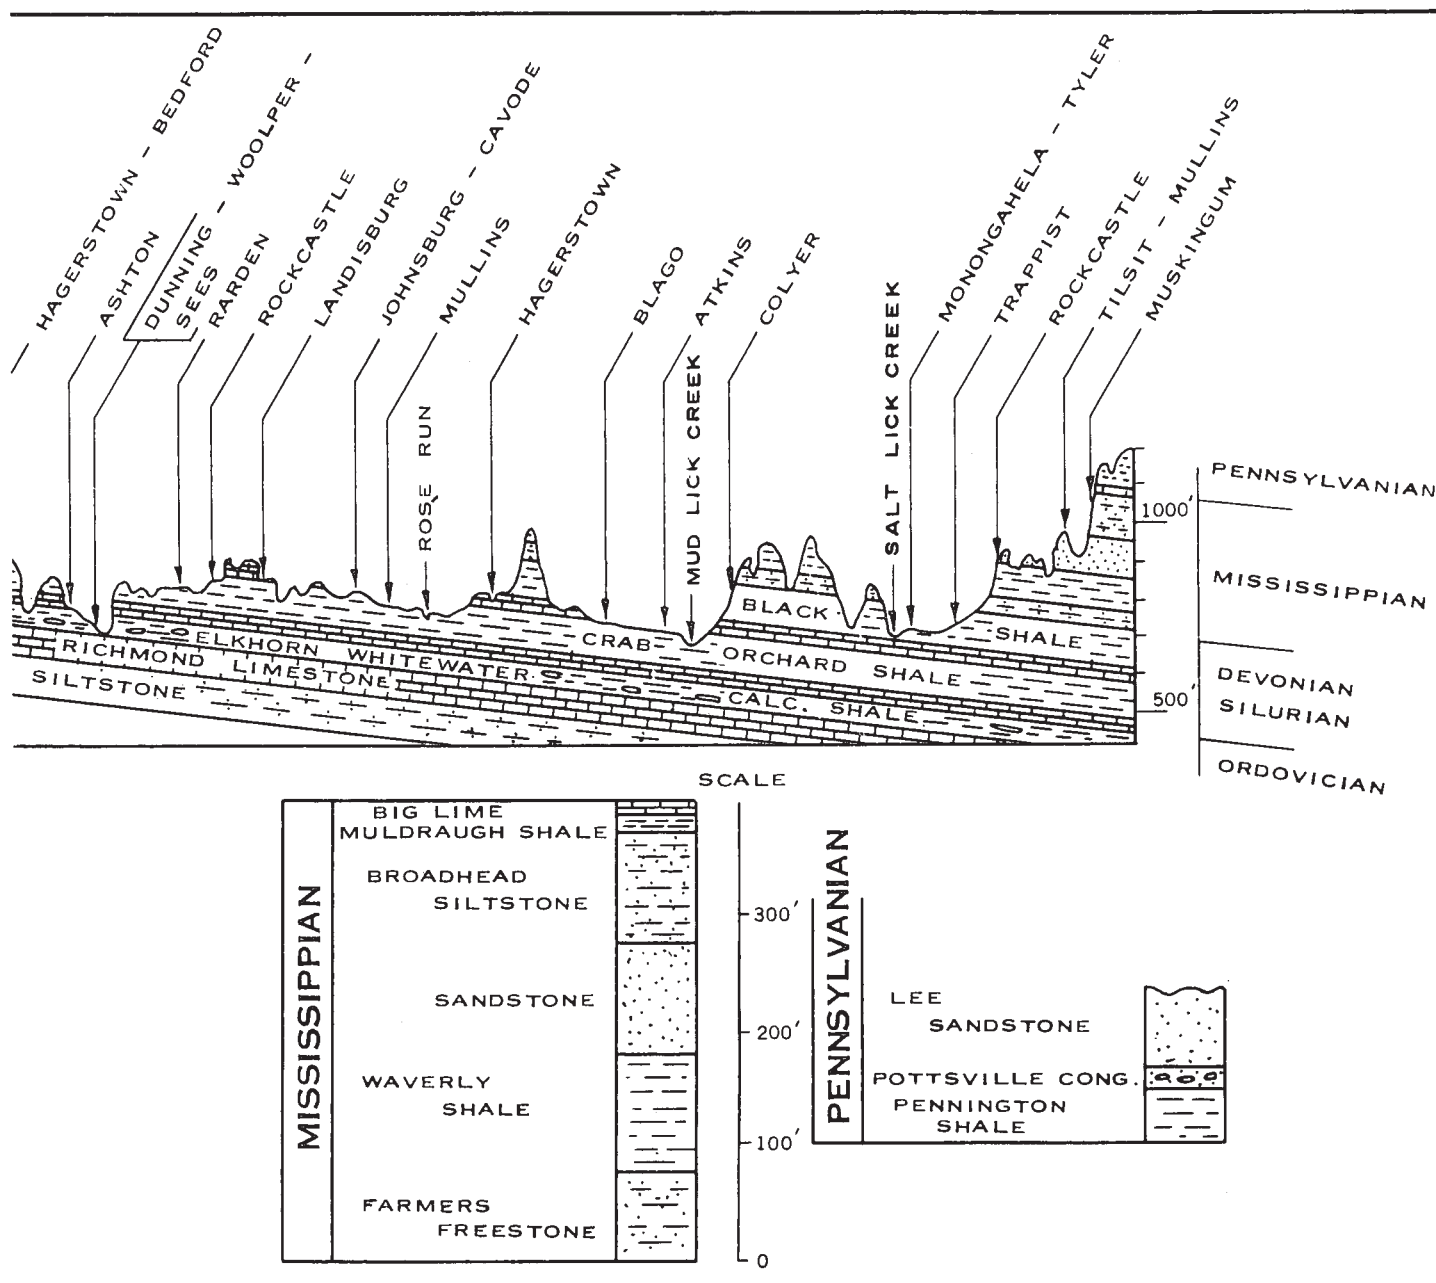 HAGERSTOWN – BEDFORD
ASHTON
DUNNING – WOOLPER –
SEES
RARDEN
ROCKCASTLE
LANDISBURG
JOHNSBURG – CAVODE
MULLINS
ROSE RUN
HAGERSTOWN
BLAGO
ATKINS
MUD LICK CREEK
COLYER
SALT LICK CREEK
MONONGAHELA – TYLER
TRAPPIST
ROCKCASTLE
TILSIT – MULLINS
MUSKINGUM
PENNSYLVANIAN
1000'
MISSISSIPPIAN
DEVONIAN
500'
SILURIAN
ORDOVICIAN
BLACK SHALE
CRAB ORCHARD SHALE
ELKHORN WHITEWATER CALC. SHALE
RICHMOND LIMESTONE
SILTSTONE
SCALE
MISSISSIPPIAN
BIG LIME
MULDRAUGH SHALE
BROADHEAD
SILTSTONE
SANDSTONE
WAVERLY
SHALE
FARMERS
FREESTONE
300'
200'
100'
0
PENNSYLVANIAN
LEE
SANDSTONE
POTTSVILLE CONG.
PENNINGTON
SHALE